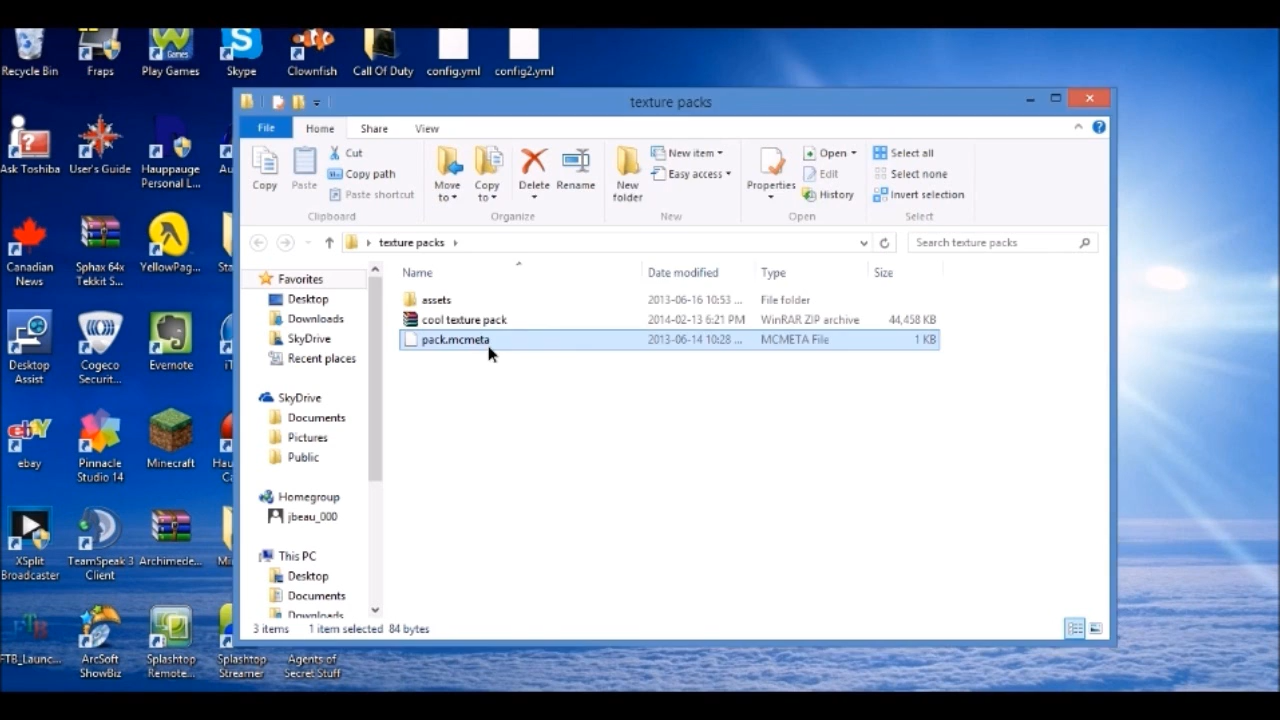 Recycle Bin
Fraps
Play Games
Skype
Clownfish
Call Of Duty
config.yml
config2.yml
Ask Toshiba
User's Guide
Hauppauge
Personal L...
Au
Canadian
News
Sphax 64x
Tekkit S...
YellowPag...
Sta
Desktop
Assist
Cogeco
Securit...
Evernote
iT
ebay
Pinnacle
Studio 14
Minecraft
Hau
Ca
XSplit
Broadcaster
TeamSpeak 3
Client
Archimede...
Mi
FTB_Launc...
ArcSoft
ShowBiz
Splashtop
Remote...
Splashtop
Streamer
Agents of
Secret Stuff
texture packs
File
Home
Share
View
Copy
Paste
Cut
Copy path
Paste shortcut
Clipboard
Move
to
Copy
to
Delete
Rename
Organize
New
folder
New item
Easy access
New
Properties
Open
Edit
History
Open
Select all
Select none
Invert selection
Select
texture packs
Search texture packs
Favorites
Desktop
Downloads
SkyDrive
Recent places
SkyDrive
Documents
Pictures
Public
Homegroup
jbeau_000
This PC
Desktop
Documents
Downloads
Name Date modified Type Size
assets 2013-06-16 10:53 ... File folder
cool texture pack 2014-02-13 6:21 PM WinRAR ZIP archive 44,458 KB
pack.mcmeta 2013-06-14 10:28 ... MCMETA File 1 KB
3 items 1 item selected 84 bytes